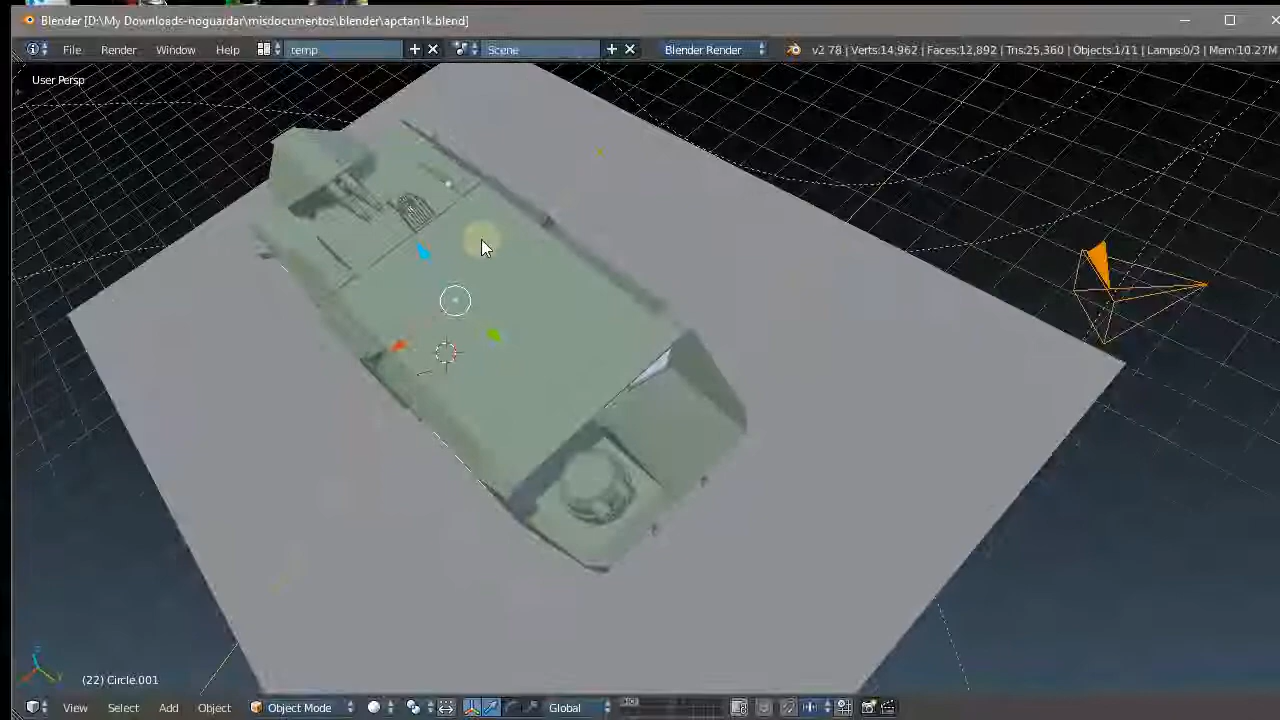 Blender [D:\My Downloads-noguardar\misdocumentos\blender\apctan1k.blend]
File Render Window Help temp Scene Blender Render v2.78 | Verts:14,962 | Faces:12,892 | Tris:25,360 | Objects:1/11 | Lamps:0/3 | Mem:10.27M
User Persp
(22) Circle.001
View Select Add Object Object Mode Global